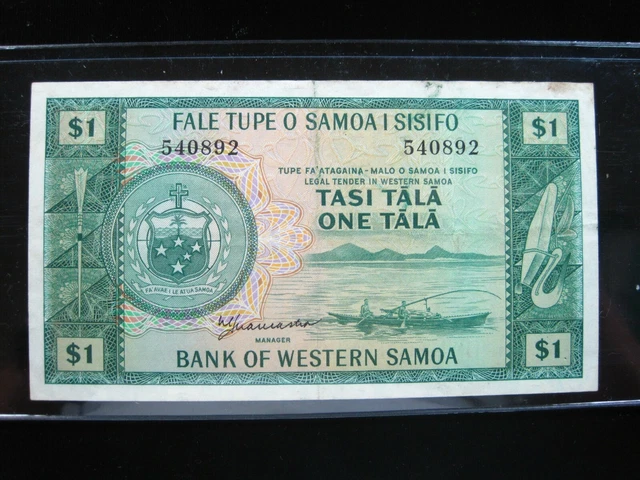 $1
FALE TUPE O SAMOA I SISIFO
$1
540892
540892
TUPE FA'ATAGAINA–MALO O SAMOA I SISIFO
LEGAL TENDER IN WESTERN SAMOA
TASI TĀLĀ
ONE TĀLĀ
FA'AVAE I LE ATUA SAMOA
MANAGER
$1
BANK OF WESTERN SAMOA
$1